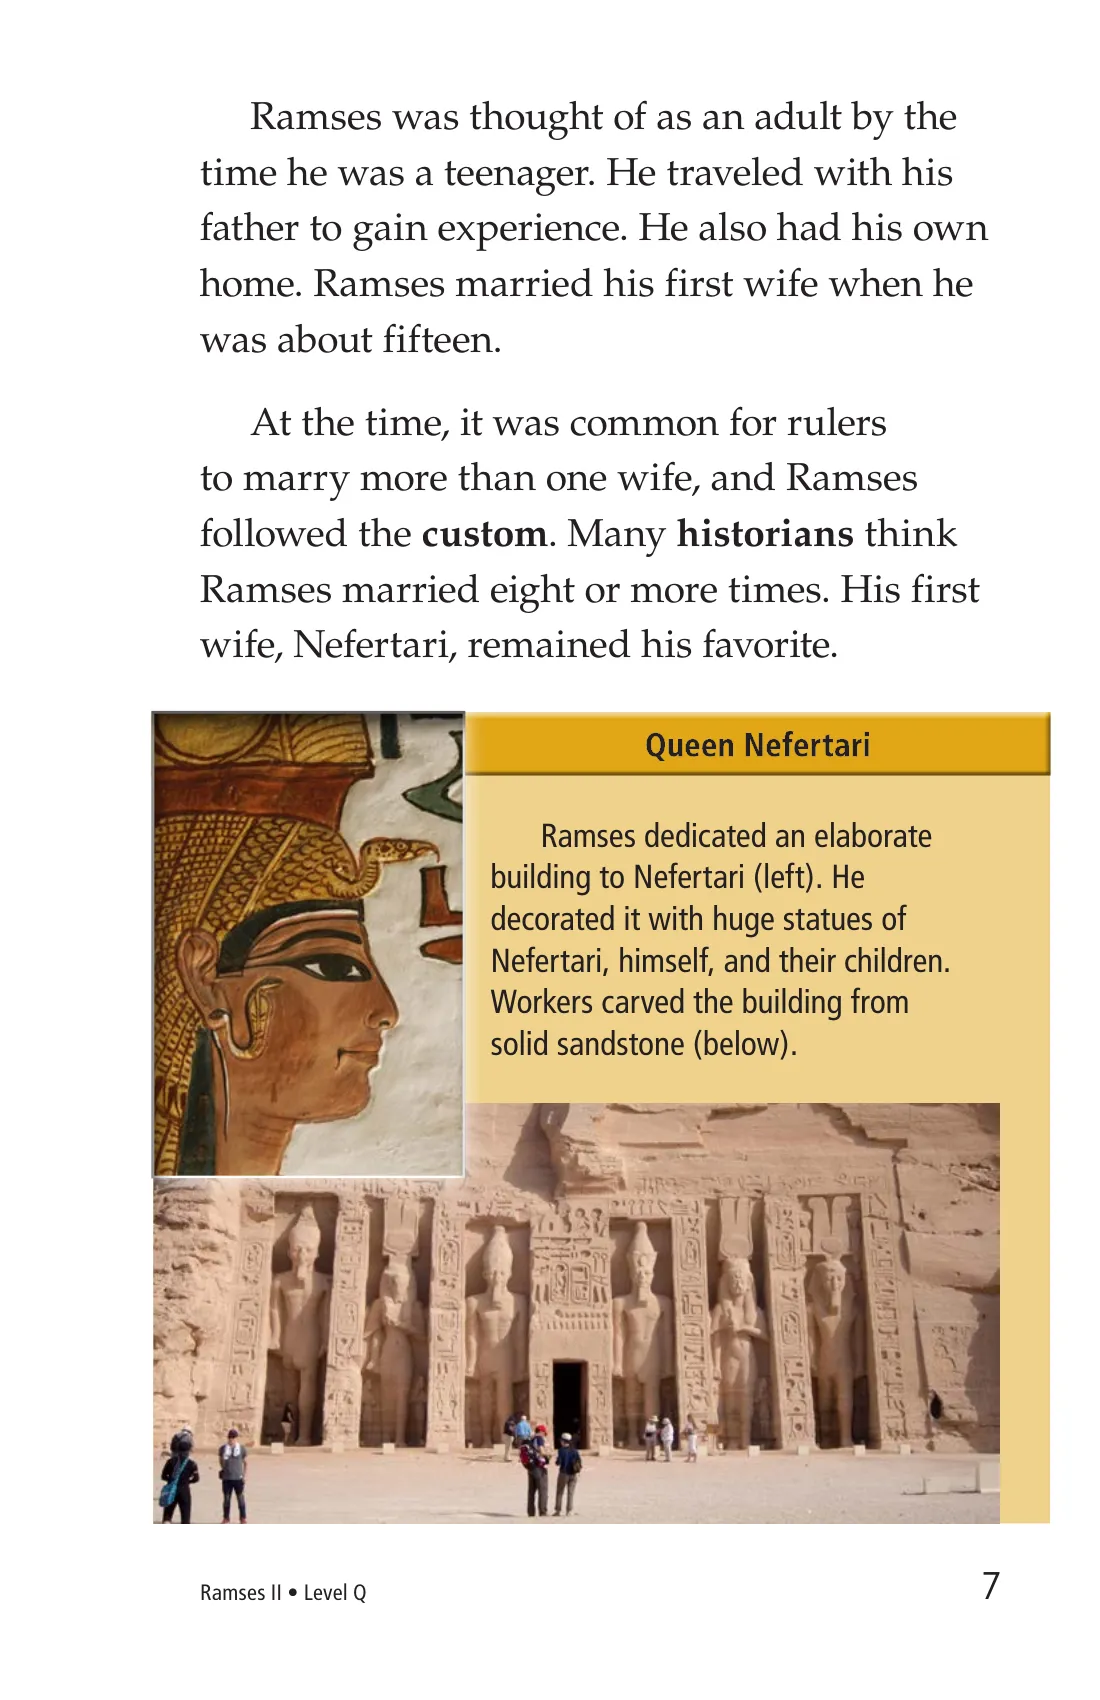 Ramses was thought of as an adult by the
time he was a teenager. He traveled with his
father to gain experience. He also had his own
home. Ramses married his first wife when he
was about fifteen.
At the time, it was common for rulers
to marry more than one wife, and Ramses
followed the custom. Many historians think
Ramses married eight or more times. His first
wife, Nefertari, remained his favorite.
Queen Nefertari
Ramses dedicated an elaborate
building to Nefertari (left). He
decorated it with huge statues of
Nefertari, himself, and their children.
Workers carved the building from
solid sandstone (below).
Ramses II • Level Q
7